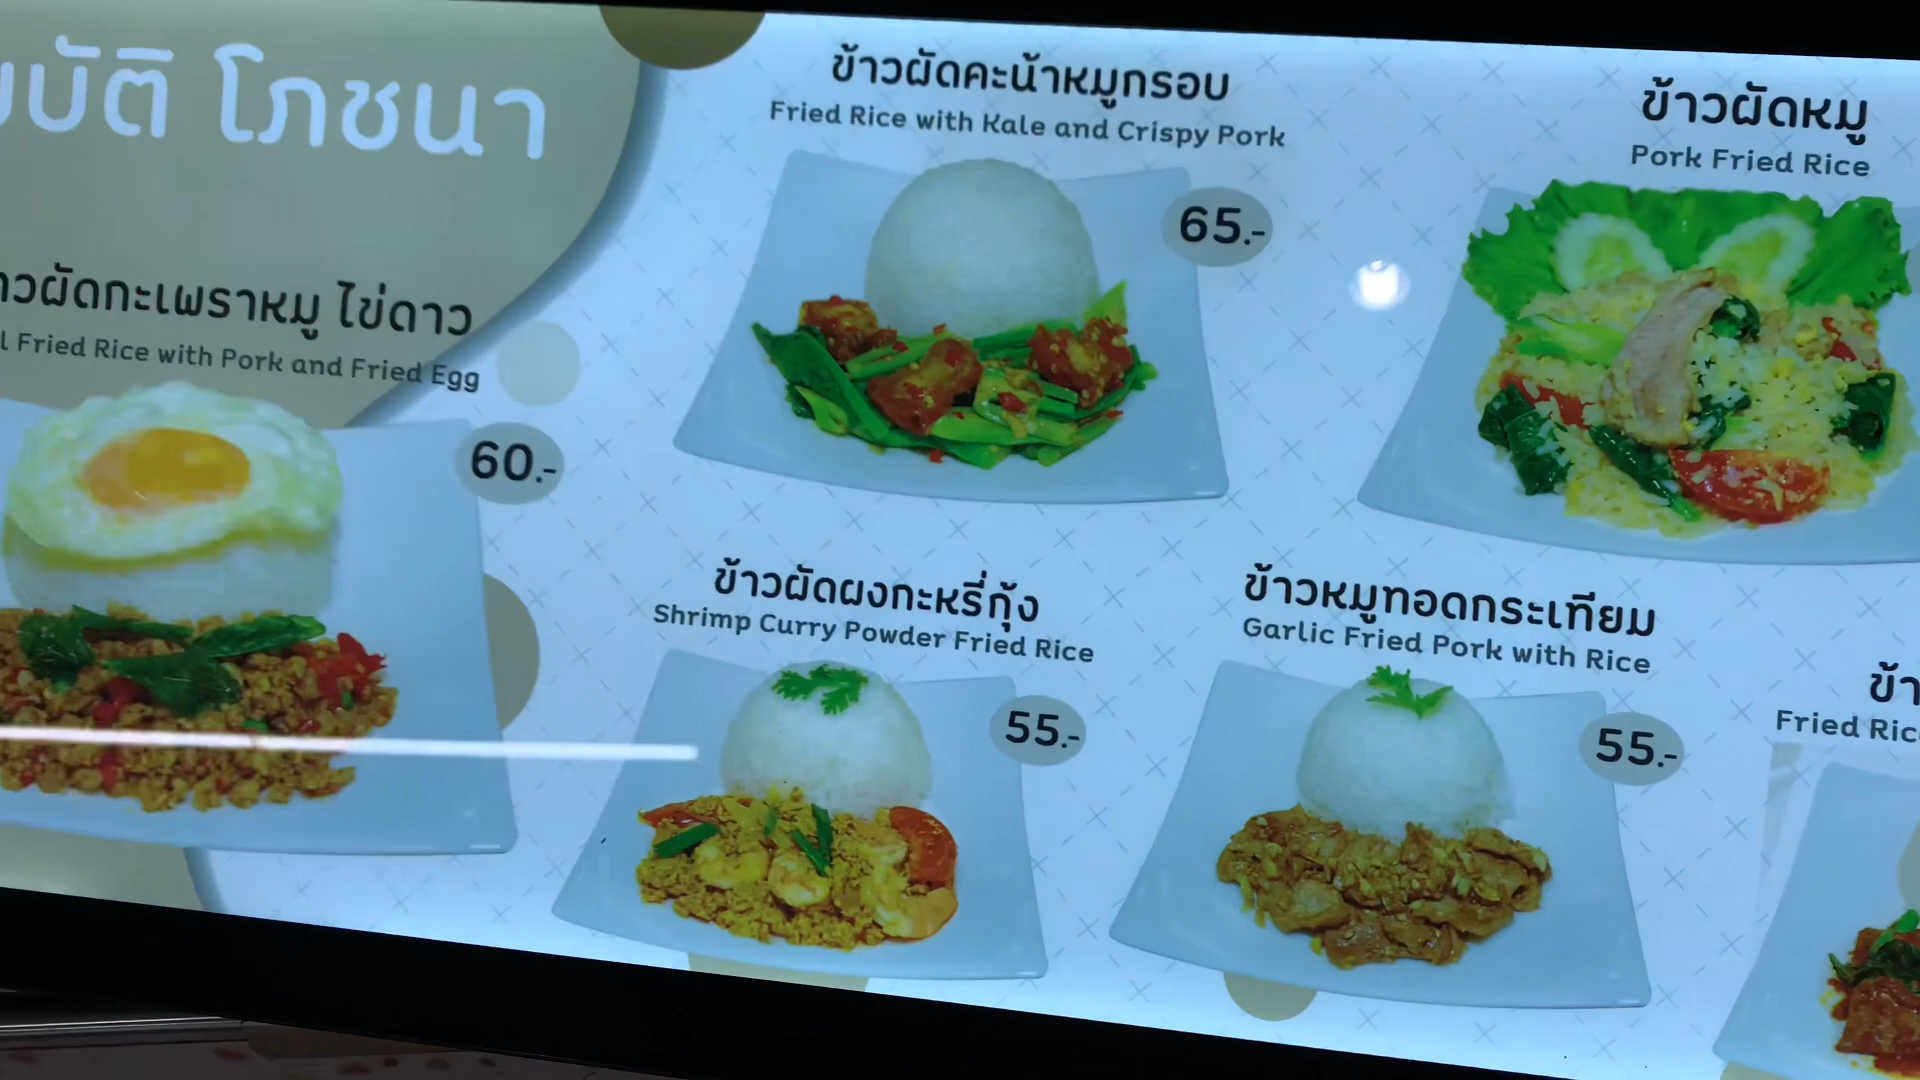 บัติ โภชนา
ผัดกะเพราหมู ไข่ดาว
Fried Rice with Pork and Fried Egg
60.-
ข้าวผัดคะน้าหมูกรอบ
Fried Rice with Kale and Crispy Pork
65.-
ข้าวผัดหมู
Pork Fried Rice
ข้าวผัดผงกะหรี่กุ้ง
Shrimp Curry Powder Fried Rice
55.-
ข้าวหมูทอดกระเทียม
Garlic Fried Pork with Rice
55.-
Fried